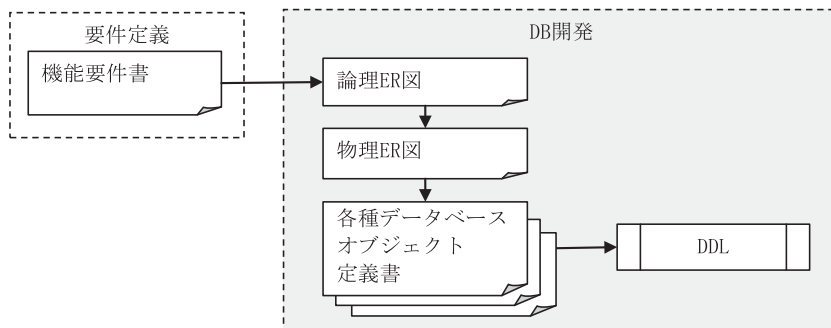 要件定義
機能要件書
DB開発
論理ER図
物理ER図
各種データベース
オブジェクト
定義書
DDL